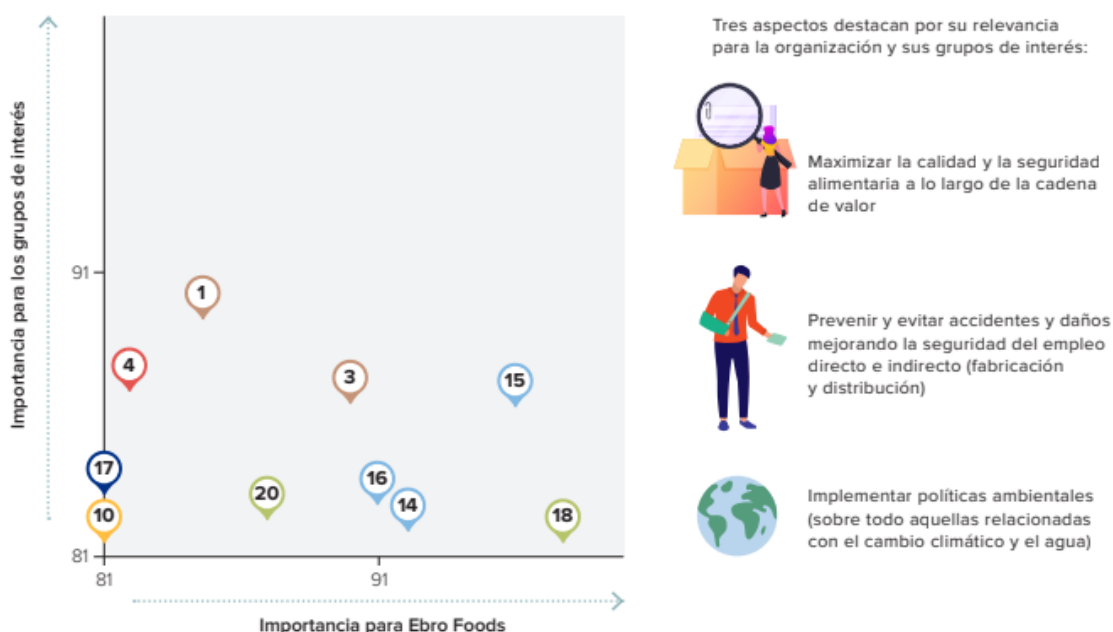 Importancia para los grupos de interés
91
81
81
91
Importancia para Ebro Foods
1
4
3
15
17
16
20
14
10
18
Tres aspectos destacan por su relevancia
para la organización y sus grupos de interés:
Maximizar la calidad y la seguridad
alimentaria a lo largo de la cadena
de valor
Prevenir y evitar accidentes y daños
mejorando la seguridad del empleo
directo e indirecto (fabricación
y distribución)
Implementar políticas ambientales
(sobre todo aquellas relacionadas
con el cambio climático y el agua)